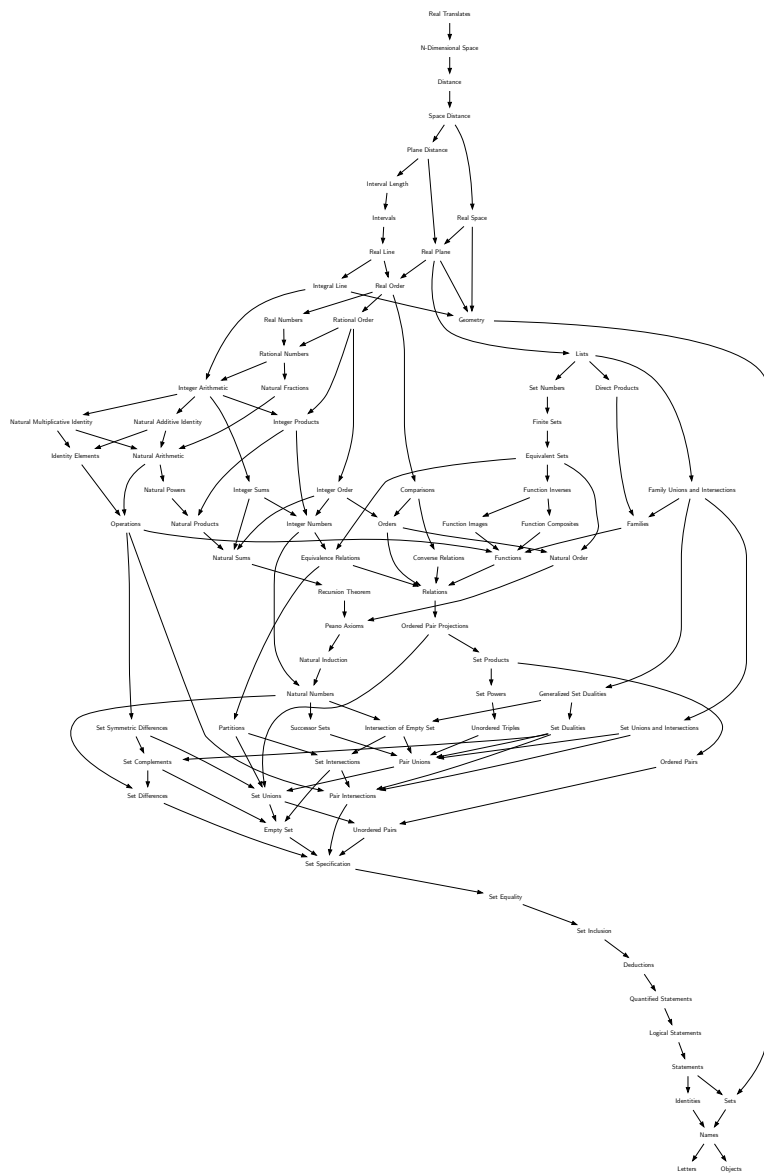 Real Translates
N-Dimensional Space
Distance
Space Distance
Plane Distance
Interval Length
Intervals
Real Space
Real Line
Real Plane
Integral Line
Real Order
Real Numbers
Rational Order
Geometry
Rational Numbers
Lists
Integer Arithmetic
Natural Fractions
Set Numbers
Direct Products
Natural Multiplicative Identity
Natural Additive Identity
Integer Products
Finite Sets
Identity Elements
Natural Arithmetic
Equivalent Sets
Natural Powers
Integer Sums
Integer Order
Comparisons
Function Inverses
Family Unions and Intersections
Operations
Natural Products
Integer Numbers
Orders
Function Images
Function Composites
Families
Natural Sums
Equivalence Relations
Converse Relations
Functions
Natural Order
Recursion Theorem
Relations
Peano Axioms
Ordered Pair Projections
Natural Induction
Set Products
Natural Numbers
Set Powers
Generalized Set Dualities
Set Symmetric Differences
Partitions
Successor Sets
Intersection of Empty Set
Unordered Triples
Set Dualities
Set Unions and Intersections
Set Complements
Set Intersections
Pair Unions
Ordered Pairs
Set Differences
Set Unions
Pair Intersections
Empty Set
Unordered Pairs
Set Specification
Set Equality
Set Inclusion
Deductions
Quantified Statements
Logical Statements
Statements
Identities
Sets
Names
Letters
Objects